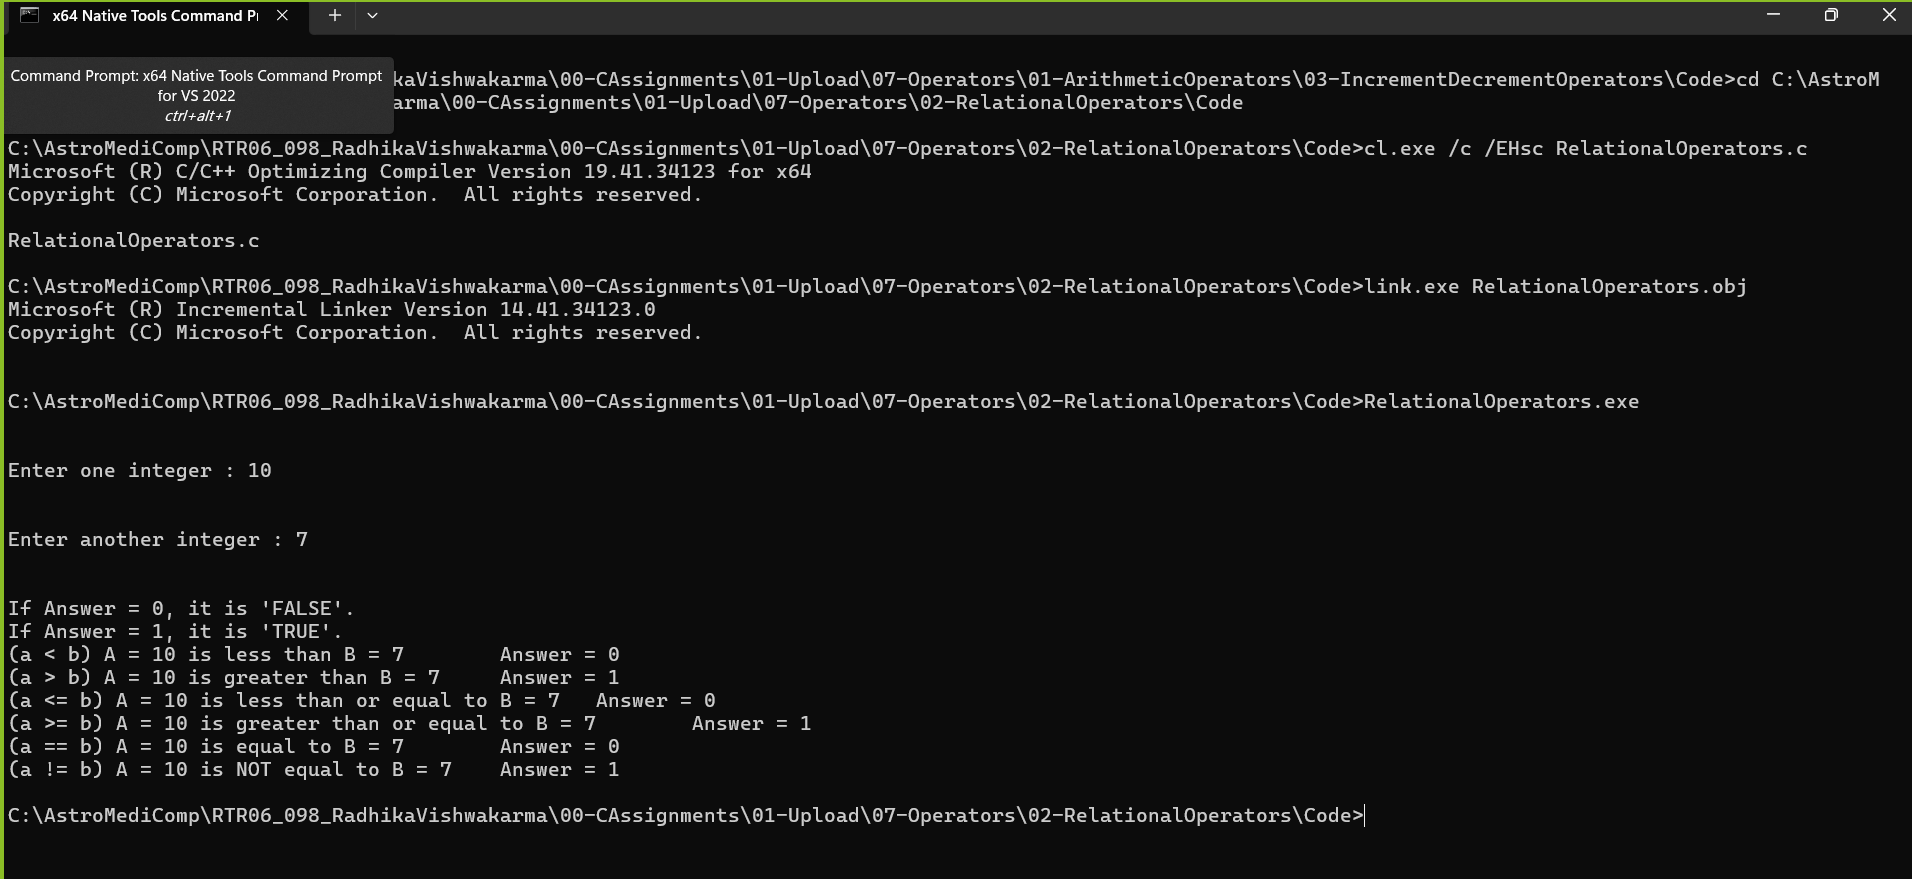 x64 Native Tools Command P
Command Prompt: x64 Native Tools Command Prompt
for VS 2022
ctrl+alt+1
kaVishwakarma\00-CAssignments\01-Upload\07-Operators\01-ArithmeticOperators\03-IncrementDecrementOperators\Code>cd C:\AstroM
arma\00-CAssignments\01-Upload\07-Operators\02-RelationalOperators\Code
C:\AstroMediComp\RTR06_098_RadhikaVishwakarma\00-CAssignments\01-Upload\07-Operators\02-RelationalOperators\Code>cl.exe /c /EHsc RelationalOperators.c
Microsoft (R) C/C++ Optimizing Compiler Version 19.41.34123 for x64
Copyright (C) Microsoft Corporation.  All rights reserved.
RelationalOperators.c
C:\AstroMediComp\RTR06_098_RadhikaVishwakarma\00-CAssignments\01-Upload\07-Operators\02-RelationalOperators\Code>link.exe RelationalOperators.obj
Microsoft (R) Incremental Linker Version 14.41.34123.0
Copyright (C) Microsoft Corporation.  All rights reserved.
C:\AstroMediComp\RTR06_098_RadhikaVishwakarma\00-CAssignments\01-Upload\07-Operators\02-RelationalOperators\Code>RelationalOperators.exe
Enter one integer : 10
Enter another integer : 7
If Answer = 0, it is 'FALSE'.
If Answer = 1, it is 'TRUE'.
(a < b) A = 10 is less than B = 7        Answer = 0
(a > b) A = 10 is greater than B = 7     Answer = 1
(a <= b) A = 10 is less than or equal to B = 7   Answer = 0
(a >= b) A = 10 is greater than or equal to B = 7        Answer = 1
(a == b) A = 10 is equal to B = 7        Answer = 0
(a != b) A = 10 is NOT equal to B = 7    Answer = 1
C:\AstroMediComp\RTR06_098_RadhikaVishwakarma\00-CAssignments\01-Upload\07-Operators\02-RelationalOperators\Code>